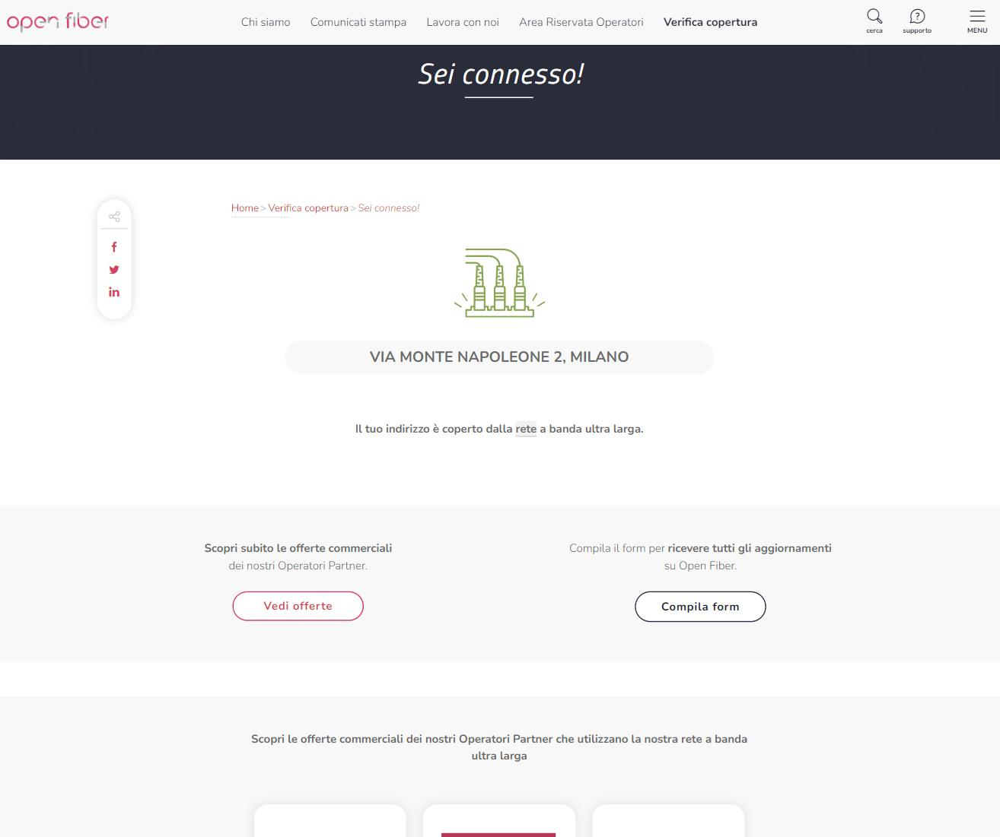 open fiber
Chi siamo
Comunicati stampa
Lavora con noi
Area Riservata Operatori
Verifica copertura
cerca
supporto
MENU
Sei connesso!
Home > Verifica copertura > Sei connesso!
VIA MONTE NAPOLEONE 2, MILANO
Il tuo indirizzo è coperto dalla rete a banda ultra larga.
Scopri subito le offerte commerciali
dei nostri Operatori Partner.
Vedi offerte
Compila il form per ricevere tutti gli aggiornamenti
su Open Fiber.
Compila form
Scopri le offerte commerciali dei nostri Operatori Partner che utilizzano la nostra rete a banda
ultra larga